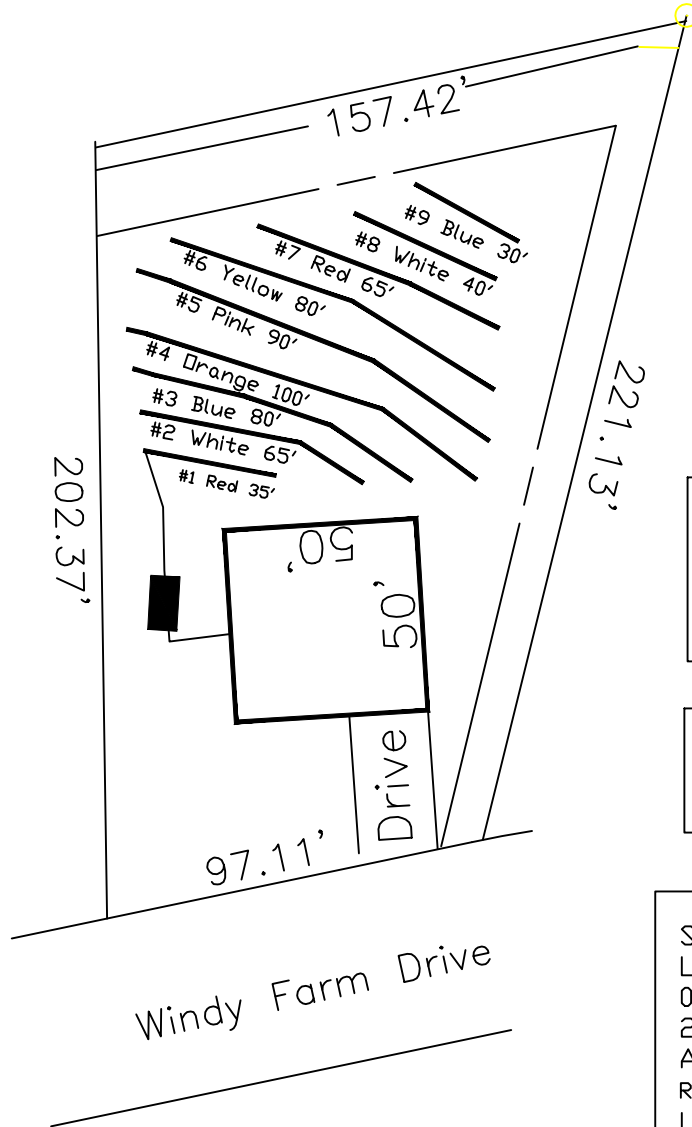 157.42'
#9 Blue 30'
#8 White 40'
#7 Red 65'
#6 Yellow 80'
#5 Pink 90'
#4 Orange 100'
#3 Blue 80'
#2 White 65'
#1 Red 35'
221.13'
202.37'
50'
50'
Drive
97.11'
Windy Farm Drive